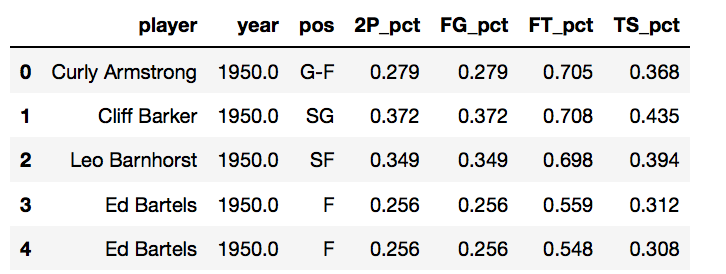 player year pos 2P_pct FG_pct FT_pct TS_pct
0 Curly Armstrong 1950.0 G-F 0.279 0.279 0.705 0.368
1 Cliff Barker 1950.0 SG 0.372 0.372 0.708 0.435
2 Leo Barnhorst 1950.0 SF 0.349 0.349 0.698 0.394
3 Ed Bartels 1950.0 F 0.256 0.256 0.559 0.312
4 Ed Bartels 1950.0 F 0.256 0.256 0.548 0.308